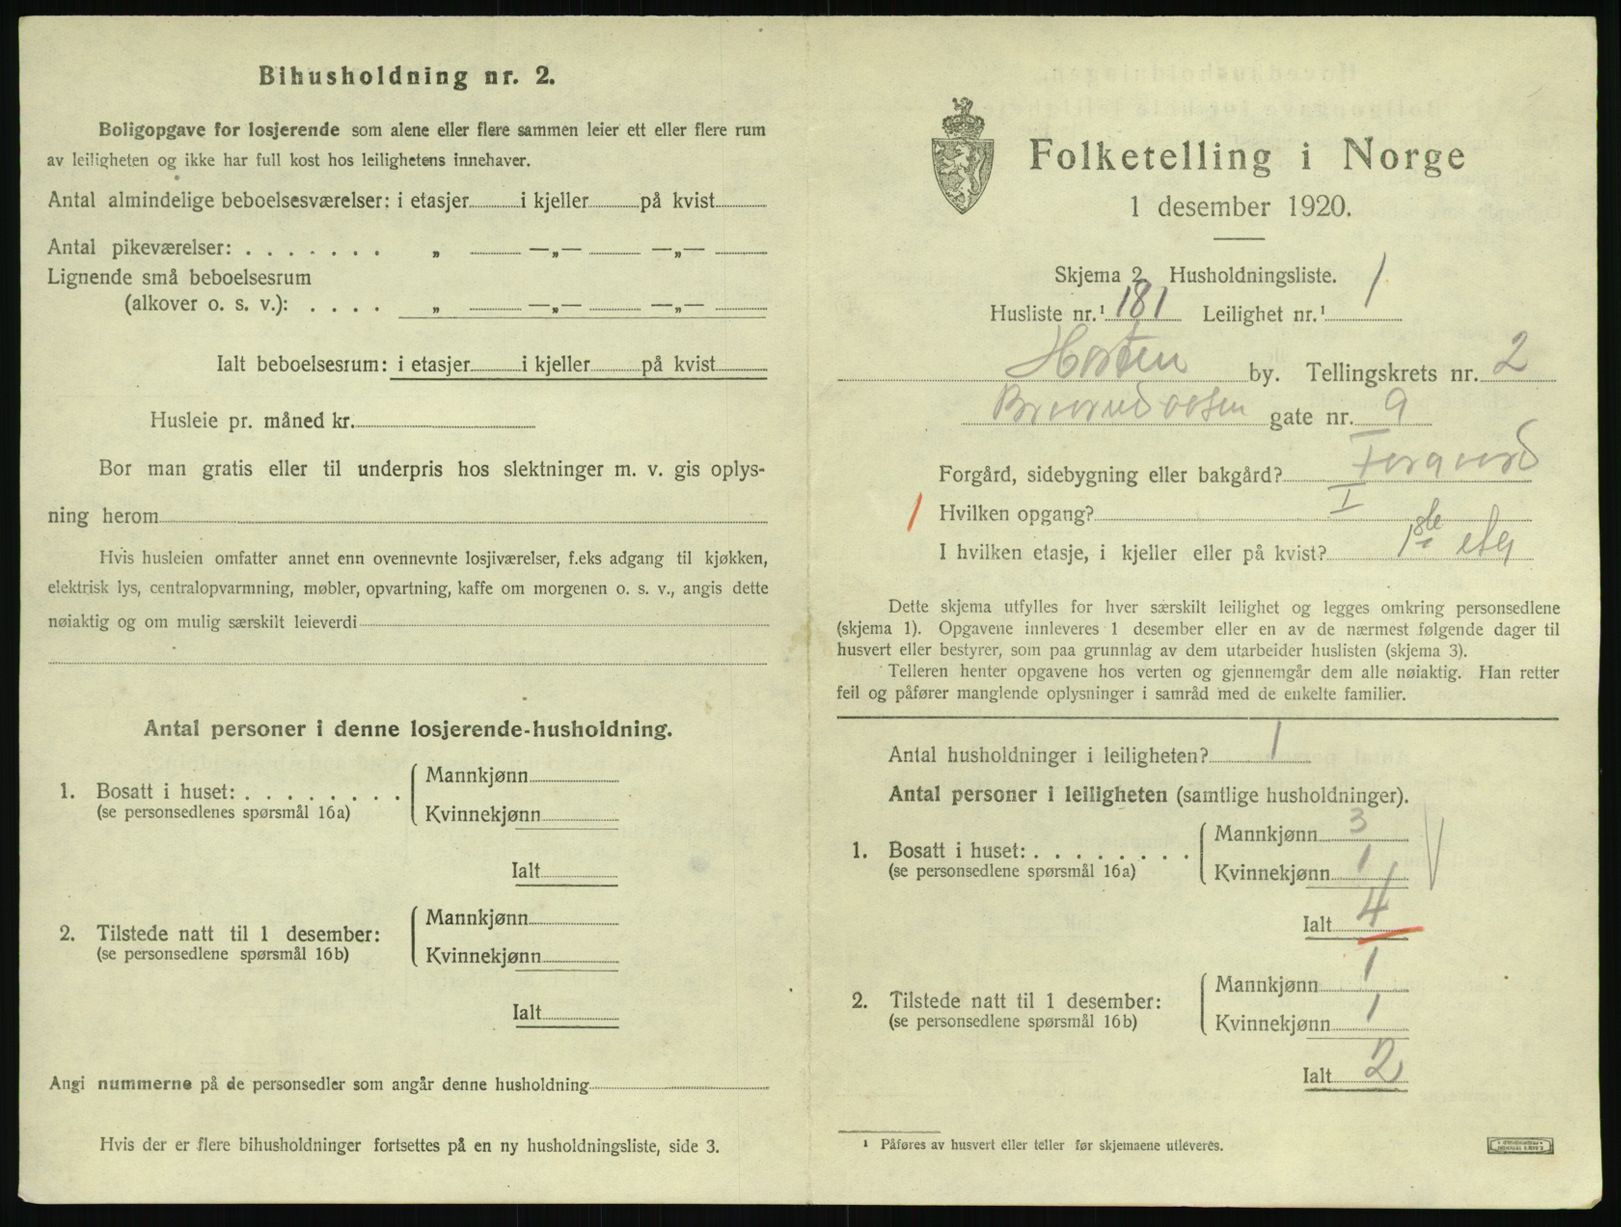 Bihusholdning nr. 2.
Boligopgave for losjerende som alene eller flere sammen leier ett eller flere rum
av leiligheten og ikke har full kost hos leilighetens innehaver.
Antal almindelige beboelsesværelser: i etasjer i kjeller på kvist
Antal pikeværelser: . . . . . . . „ —„— —„—
Lignende små beboelsesrum
(alkover o. s. v.): . . . . „ —„— —„—
Ialt beboelsesrum: i etasjer i kjeller på kvist
Husleie pr. måned kr.
Bor man gratis eller til underpris hos slektninger m. v. gis oplys-
ning herom
Hvis husleien omfatter annet enn ovennevnte losjiværelser, f.eks adgang til kjøkken,
elektrisk lys, centralopvarmning, møbler, opvartning, kaffe om morgenen o. s. v., angis dette
nøiaktig og om mulig særskilt leieverdi
Antal personer i denne losjerende-husholdning.
1. Bosatt i huset: . . . . . . . .
(se personsedlenes spørsmål 16a)
Mannkjønn
Kvinnekjønn
Ialt
2. Tilstede natt til 1 desember:
(se personsedlene spørsmål 16b)
Mannkjønn
Kvinnekjønn
Ialt
Angi nummerne på de personsedler som angår denne husholdning
Hvis der er flere bihusholdninger fortsettes på en ny husholdningsliste, side 3.
Folketelling i Norge
1 desember 1920.
Skjema 2. Husholdningsliste.
Husliste nr.¹ 181 Leilighet nr.¹ 1
Horten by. Tellingskrets nr. 2
gate nr. 9
Forgård, sidebygning eller bakgård? Forgaard
1 Hvilken opgang? I
I hvilken etasje, i kjeller eller på kvist? 1ste etg
Dette skjema utfylles for hver særskilt leilighet og legges omkring personsedlene
(skjema 1). Opgavene innleveres 1 desember eller en av de nærmest følgende dager til
husvert eller bestyrer, som paa grunnlag av dem utarbeider huslisten (skjema 3).
Telleren henter opgavene hos verten og gjennemgår dem alle nøiaktig. Han retter
feil og påfører manglende oplysninger i samråd med de enkelte familier.
Antal husholdninger i leiligheten? 1
Antal personer i leiligheten (samtlige husholdninger).
1. Bosatt i huset: . . . . . . . .
(se personsedlene spørsmål 16a)
Mannkjønn 3
Kvinnekjønn 1
Ialt 4
2. Tilstede natt til 1 desember:
(se personsedlene spørsmål 16b)
Mannkjønn 1
Kvinnekjønn 1
Ialt 2
¹ Påføres av husvert eller teller før skjemaene utleveres.